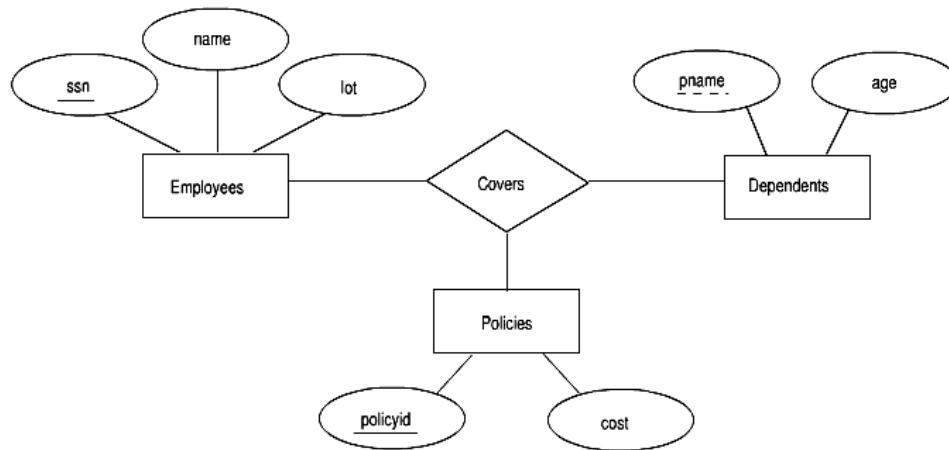 name
ssn
lot
pname
age
Employees
Covers
Dependents
Policies
policyid
cost